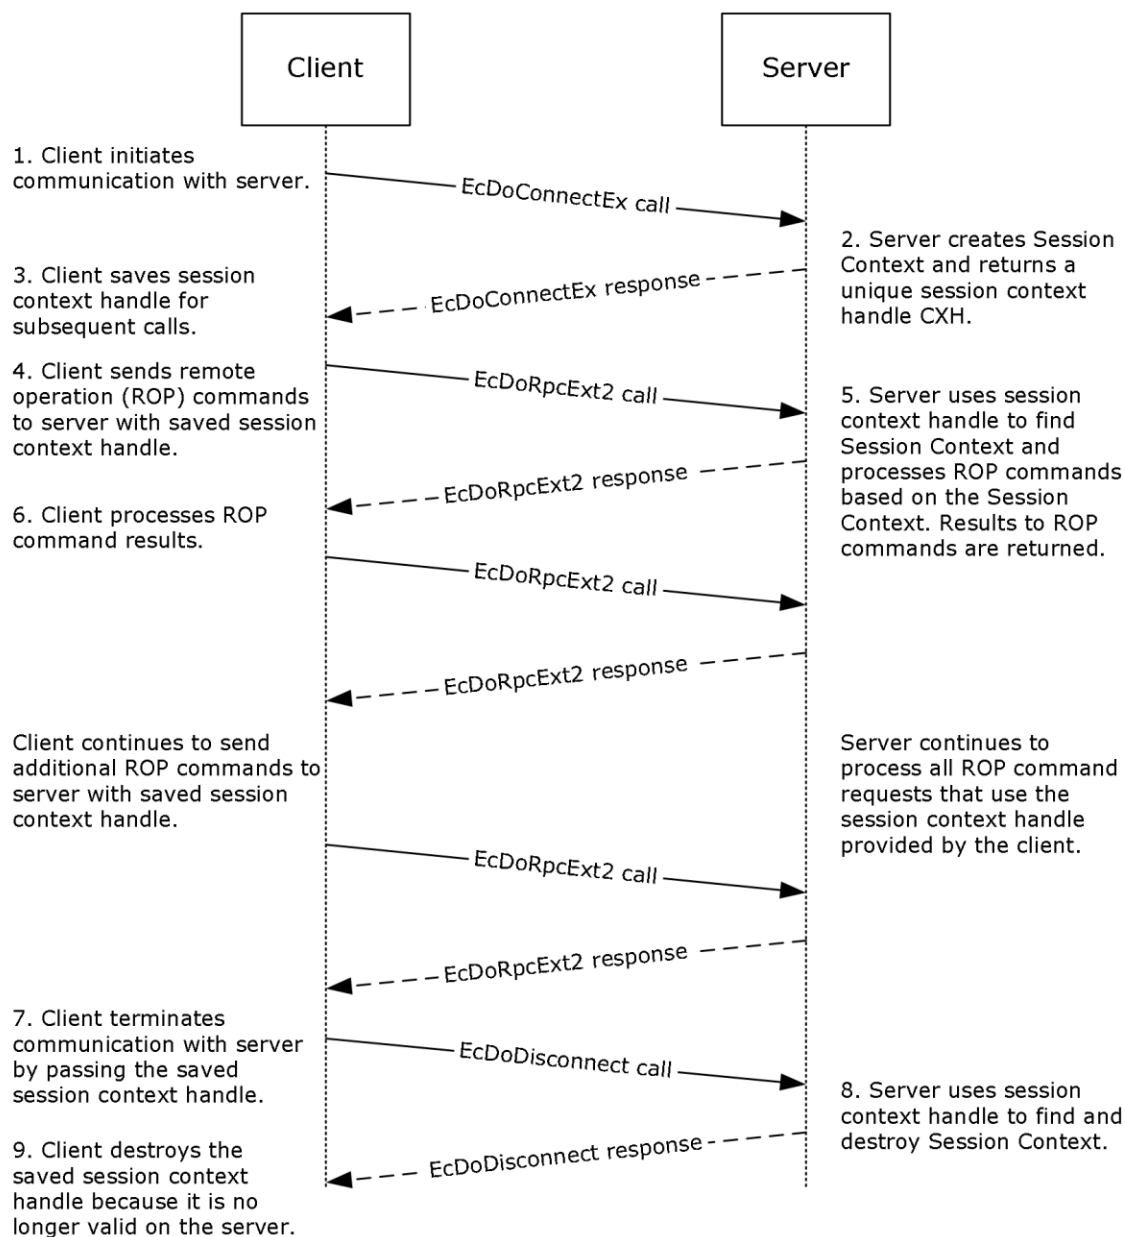 Client
Server
1. Client initiates
communication with server.
EcDoConnectEx call
2. Server creates Session
Context and returns a
unique session context
handle CXH.
EcDoConnectEx response
3. Client saves session
context handle for
subsequent calls.
4. Client sends remote
operation (ROP) commands
to server with saved session
context handle.
EcDoRpcExt2 call
5. Server uses session
context handle to find
Session Context and
processes ROP commands
based on the Session
Context. Results to ROP
commands are returned.
EcDoRpcExt2 response
6. Client processes ROP
command results.
EcDoRpcExt2 call
EcDoRpcExt2 response
Client continues to send
additional ROP commands to
server with saved session
context handle.
Server continues to
process all ROP command
requests that use the
session context handle
provided by the client.
EcDoRpcExt2 call
EcDoRpcExt2 response
7. Client terminates
communication with server
by passing the saved
session context handle.
EcDoDisconnect call
8. Server uses session
context handle to find and
destroy Session Context.
EcDoDisconnect response
9. Client destroys the
saved session context
handle because it is no
longer valid on the server.